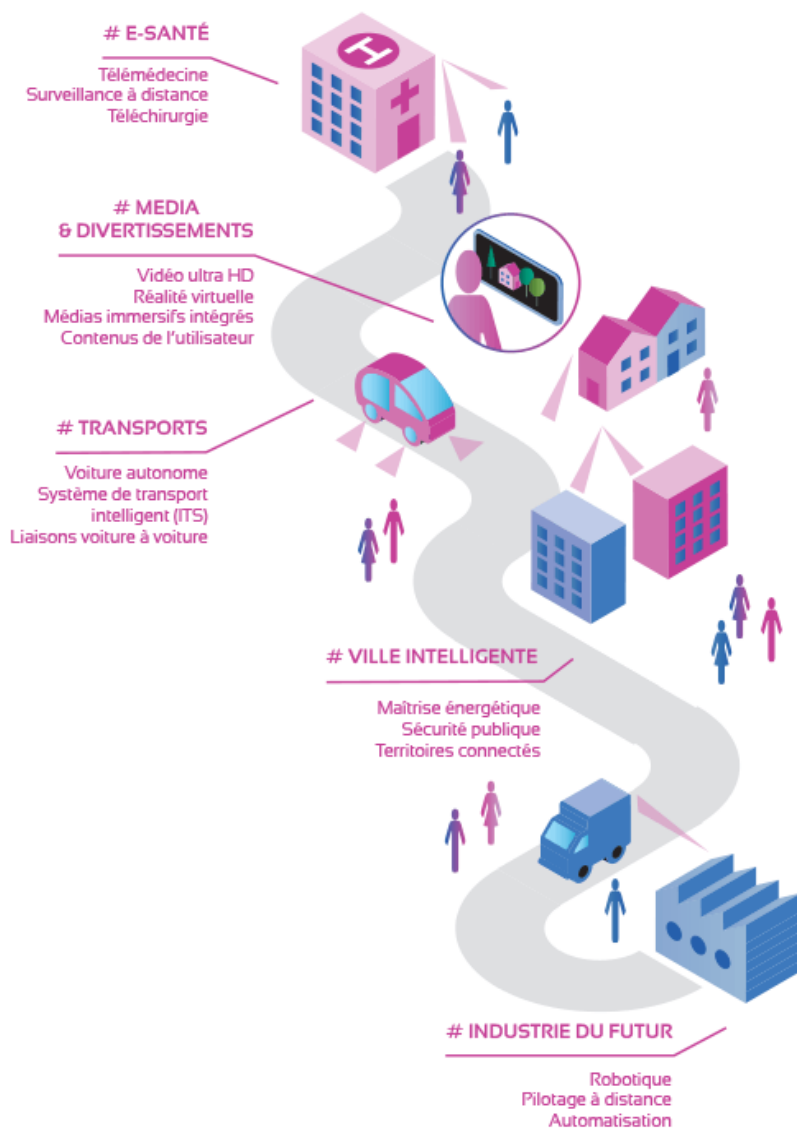 # E-SANTÉ
Télémédecine
Surveillance à distance
Téléchirurgie
# MEDIA
& DIVERTISSEMENTS
Vidéo ultra HD
Réalité virtuelle
Médias immersifs intégrés
Contenus de l'utilisateur
# TRANSPORTS
Voiture autonome
Système de transport
intelligent (ITS)
Liaisons voiture à voiture
# VILLE INTELLIGENTE
Maîtrise énergétique
Sécurité publique
Territoires connectés
# INDUSTRIE DU FUTUR
Robotique
Pilotage à distance
Automatisation
H